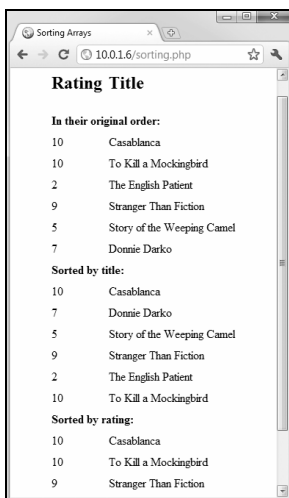 Sorting Arrays
10.0.1.6/sorting.php
Rating Title
In their original order:
10 Casablanca
10 To Kill a Mockingbird
2 The English Patient
9 Stranger Than Fiction
5 Story of the Weeping Camel
7 Donnie Darko
Sorted by title:
10 Casablanca
7 Donnie Darko
5 Story of the Weeping Camel
9 Stranger Than Fiction
2 The English Patient
10 To Kill a Mockingbird
Sorted by rating:
10 Casablanca
10 To Kill a Mockingbird
9 Stranger Than Fiction